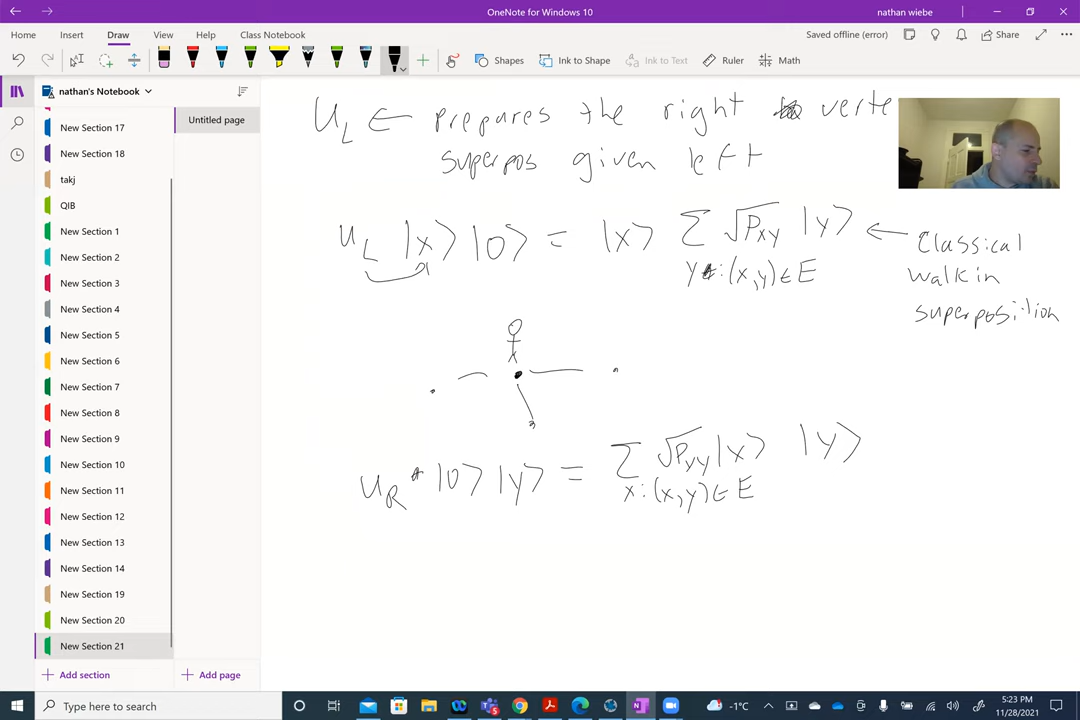 OneNote for Windows 10
nathan wiebe
Home Insert Draw View Help Class Notebook
Saved offline (error) Share
Shapes Ink to Shape Ink to Text Ruler Math
nathan's Notebook
Untitled page
New Section 17
New Section 18
takj
QIB
New Section 1
New Section 2
New Section 3
New Section 4
New Section 5
New Section 6
New Section 7
New Section 8
New Section 9
New Section 10
New Section 11
New Section 12
New Section 13
New Section 14
New Section 19
New Section 20
New Section 21
Add section Add page
U_L ← prepares the right verte
superpos given left
U_L |x⟩ |0⟩ = |x⟩ ∑ √P_xy |y⟩ ← Classical
y:(x,y)∈E walk in
superposition
U_R |0⟩ |y⟩ = ∑ √P_xy |x⟩ |y⟩
x:(x,y)∈E
Type here to search
-1°C
5:23 PM
11/28/2021